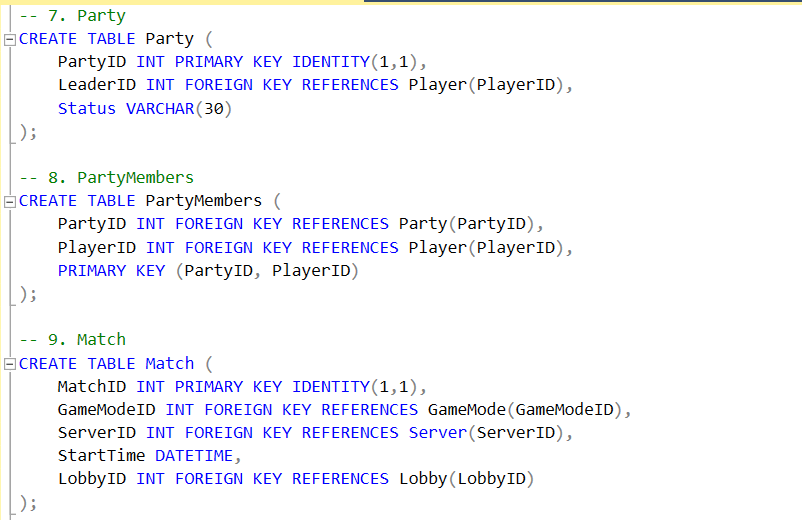 -- 7. Party
CREATE TABLE Party (
PartyID INT PRIMARY KEY IDENTITY(1,1),
LeaderID INT FOREIGN KEY REFERENCES Player(PlayerID),
Status VARCHAR(30)
);
-- 8. PartyMembers
CREATE TABLE PartyMembers (
PartyID INT FOREIGN KEY REFERENCES Party(PartyID),
PlayerID INT FOREIGN KEY REFERENCES Player(PlayerID),
PRIMARY KEY (PartyID, PlayerID)
);
-- 9. Match
CREATE TABLE Match (
MatchID INT PRIMARY KEY IDENTITY(1,1),
GameModeID INT FOREIGN KEY REFERENCES GameMode(GameModeID),
ServerID INT FOREIGN KEY REFERENCES Server(ServerID),
StartTime DATETIME,
LobbyID INT FOREIGN KEY REFERENCES Lobby(LobbyID)
);